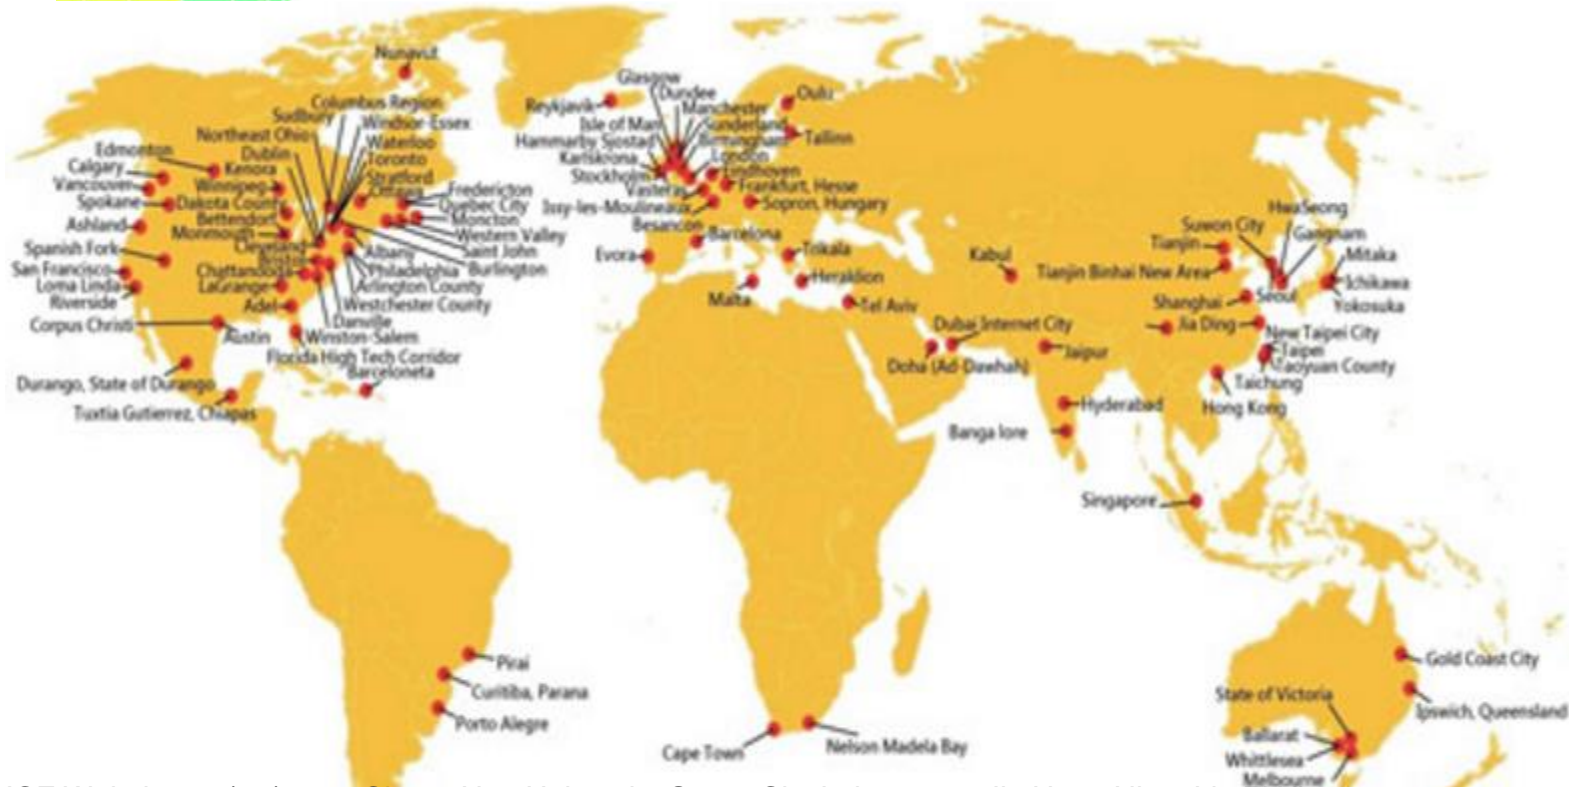 Nunavut
Columbus Region
Sudbury
Windsor-Essex
Northeast Ohio
Waterloo
Dublin
Toronto
Edmonton
Kenora
Stratford
Calgary
Ottawa
Vancouver
Winnipeg
Fredericton
Spokane
Dakota County
Quebec City
Bettendorf
Moncton
Ashland
Monmouth
Western Valley
Spanish Fork
Cleveland
Albany
Saint John
Bristol
San Francisco
Chattanooga
Philadelphia
Burlington
Loma Linda
LaGrange
Arlington County
Riverside
Adel
Westchester County
Corpus Christi
Danville
Austin
Winston-Salem
Florida High Tech Corridor
Barceloneta
Durango, State of Durango
Tuxtia Gutierrez, Chiapas
Pirai
Curitiba, Parana
Porto Alegre
Glasgow
Dundee
Oulu
Reykjavik
Manchester
Isle of Man
Sunderland
Hammarby Sjostad
Birmingham
Tallinn
Karlskrona
London
Stockholm
Eindhoven
Vasteras
Frankfurt, Hesse
Issy-les-Moulineaux
Sopron, Hungary
Besancon
Barcelona
Evora
Trikala
Heraklion
Malta
Tel Aviv
Kabul
Dubai Internet City
Doha (Ad-Dawhah)
Jaipur
Hyderabad
Banga lore
HwaSeong
Suwon City
Gangnam
Tianjin
Mitaka
Tianjin Binhai New Area
Ichikawa
Shanghai
Seoul
Yokosuka
Jia Ding
New Taipei City
Taipei
Taoyuan County
Taichung
Hong Kong
Singapore
Cape Town
Nelson Madela Bay
Gold Coast City
State of Victoria
Ipswich, Queensland
Ballarat
Whittlesea
Melbourne